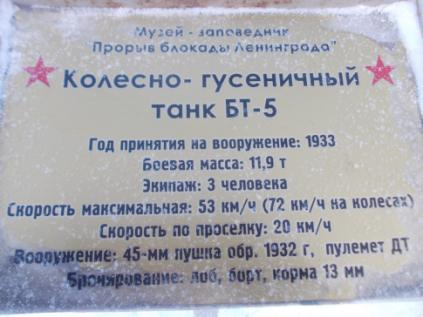 Музей - заповедник
"Прорыв блокады Ленинграда"
Колесно- гусеничный
танк БТ-5
Год принятия на вооружение: 1933
Боевая масса: 11,9 т
Экипаж: 3 человека
Скорость максимальная: 53 км/ч (72 км/ч на колесах)
Скорость по проселку: 20 км/ч
Вооружение: 45-мм пушка обр. 1932 г, пулемет ДТ
Бронирование: лоб, борт, корма 13 мм